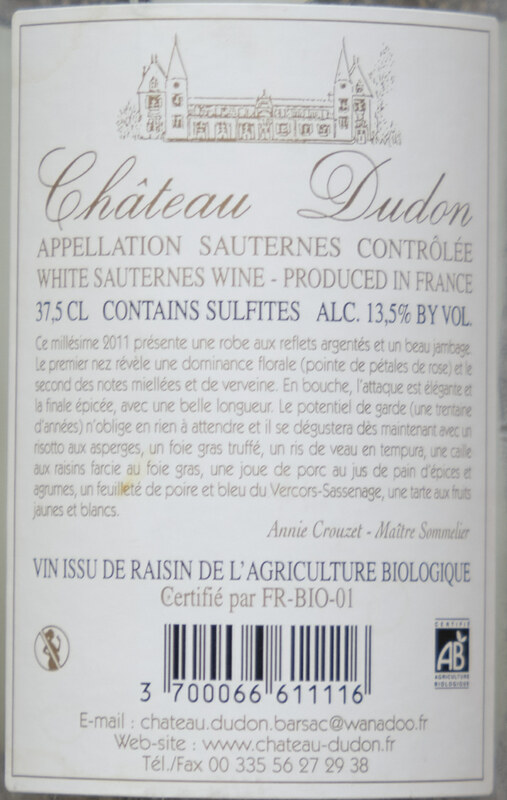 Château Dudon
APPELLATION SAUTERNES CONTRÔLÉE
WHITE SAUTERNES WINE - PRODUCED IN FRANCE
37,5 CL CONTAINS SULFITES ALC. 13,5% BY VOL.
Ce millésime 2011 présente une robe aux reflets argentés et un beau jambage.
Le premier nez révèle une dominance florale (pointe de pétales de rose) et le
second des notes miellées et de verveine. En bouche, l'attaque est élégante et
la finale épicée, avec une belle longueur. Le potentiel de garde (une trentaine
d'années) n'oblige en rien à attendre et il se dégustera dès maintenant avec un
risotto aux asperges, un foie gras truffé, un ris de veau en tempura, une caille
aux raisins farcie au foie gras, une joue de porc au jus de pain d'épices et
agrumes, un feuilleté de poire et bleu du Vercors-Sassenage, une tarte aux fruits
jaunes et blancs.
Annie Crouzet - Maître Sommelier
VIN ISSU DE RAISIN DE L'AGRICULTURE BIOLOGIQUE
Certifié par FR-BIO-01
CERTIFIÉ
AB
AGRICULTURE
BIOLOGIQUE
3 700066 611116
E-mail : chateau.dudon.barsac@wanadoo.fr
Web-site : www.chateau-dudon.fr
Tél./Fax 00 335 56 27 29 38